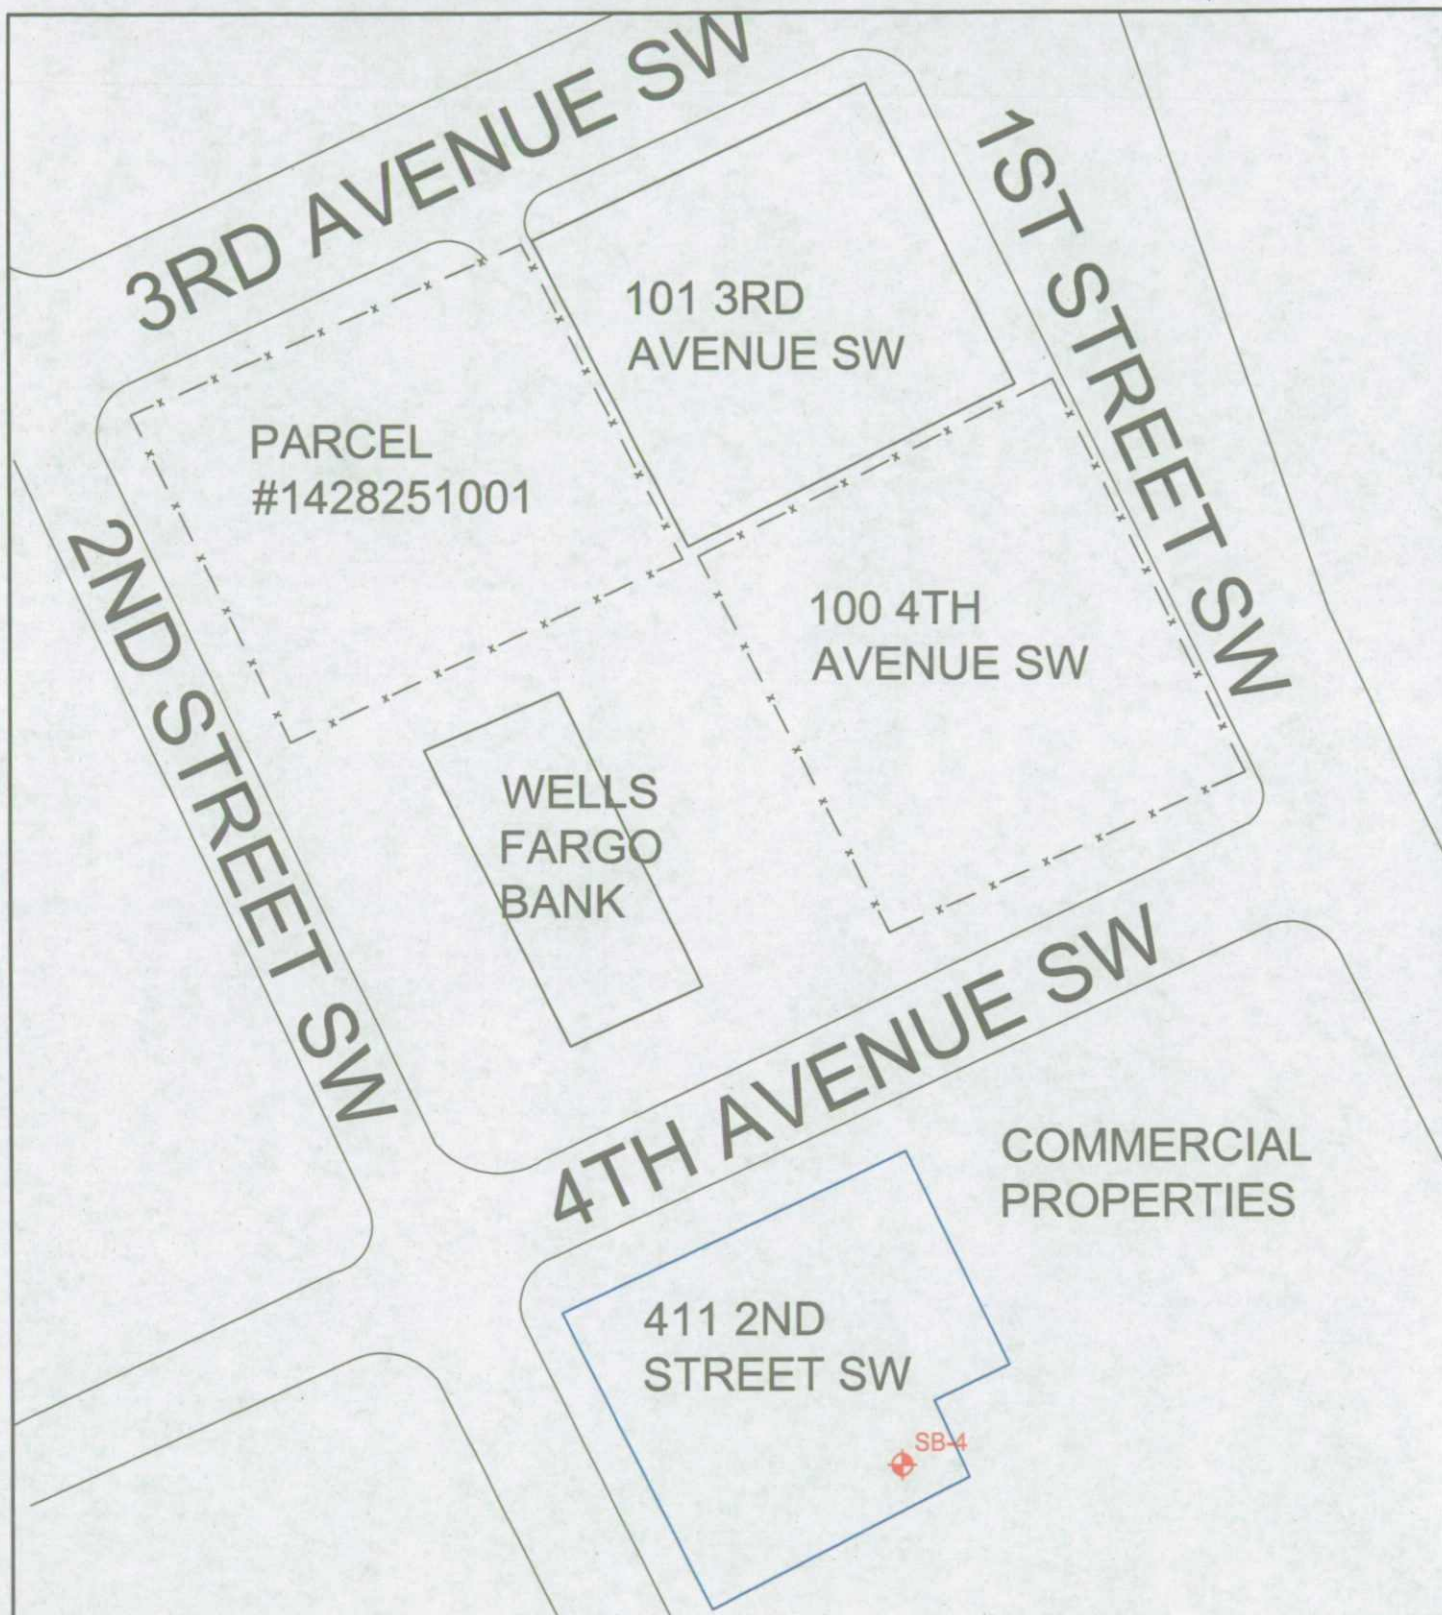 3RD AVENUE SW
1ST STREET SW
101 3RD
AVENUE SW
PARCEL
#1428251001
2ND STREET SW
100 4TH
AVENUE SW
WELLS
FARGO
BANK
4TH AVENUE SW
COMMERCIAL
PROPERTIES
411 2ND
STREET SW
SB-4